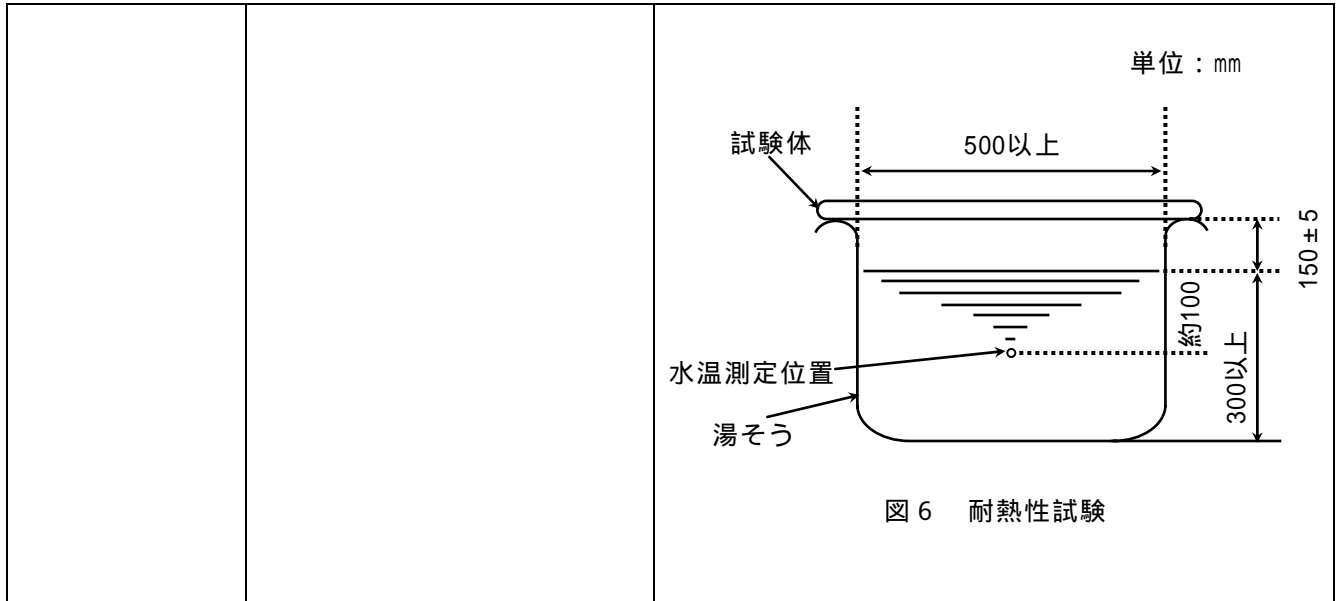 単位：㎜
試験体
500以上
150±5
約100
300以上
水温測定位置
湯そう
図6　耐熱性試験